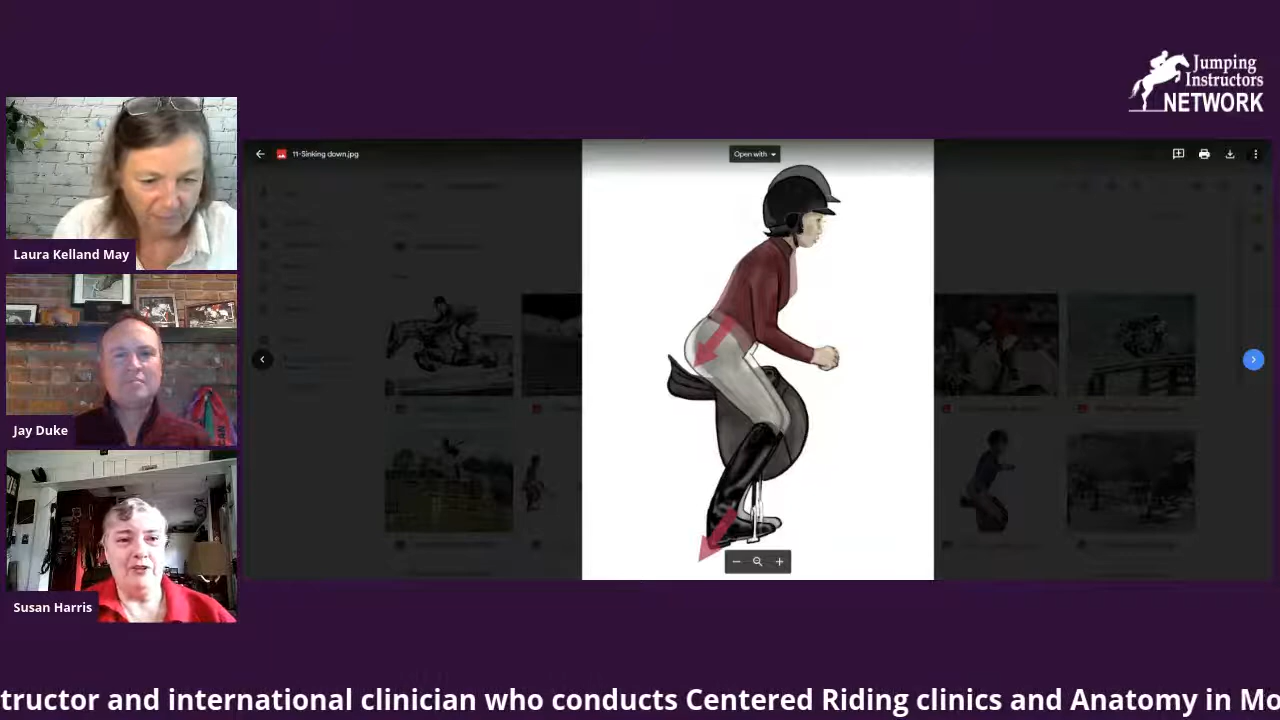 Jumping
Instructors
NETWORK
11-Sinking down.jpg
Open with
Laura Kelland May
Jay Duke
Susan Harris
tructor and international clinician who conducts Centered Riding clinics and Anatomy in Mo